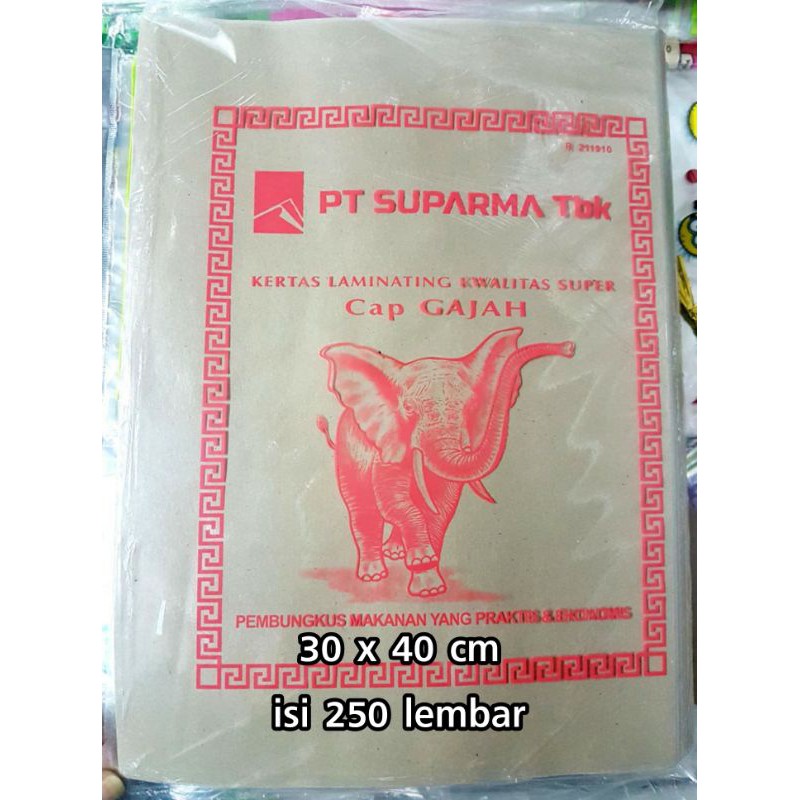 R 211910
PT SUPARMA Tbk
KERTAS LAMINATING KWALITAS SUPER
Cap GAJAH
PEMBUNGKUS MAKANAN YANG PRAKTIS & EKONOMIS
30 x 40 cm
isi 250 lembar